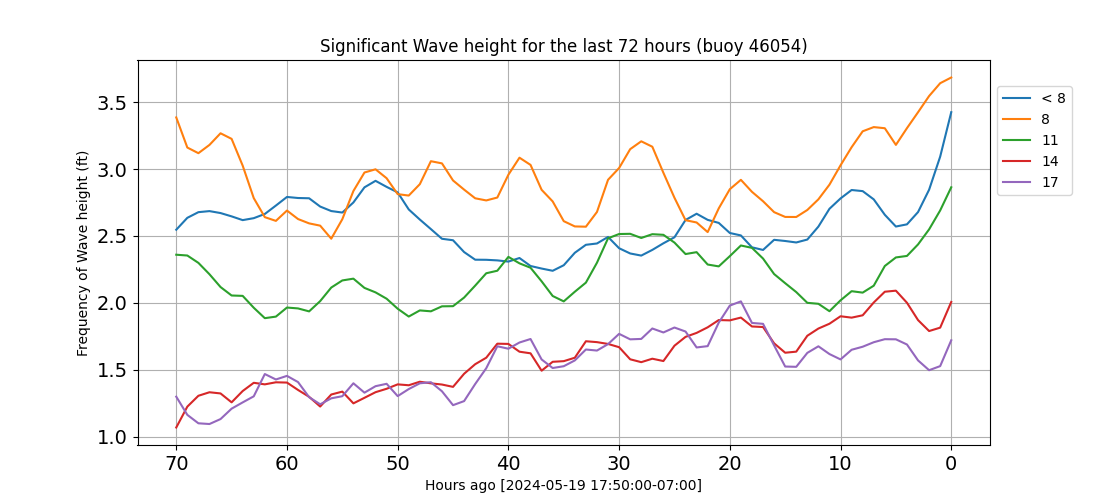 Significant Wave height for the last 72 hours (buoy 46054)
Frequency of Wave height (ft)
3.5
3.0
2.5
2.0
1.5
1.0
70 60 50 40 30 20 10 0
Hours ago [2024-05-19 17:50:00-07:00]
< 8
8
11
14
17